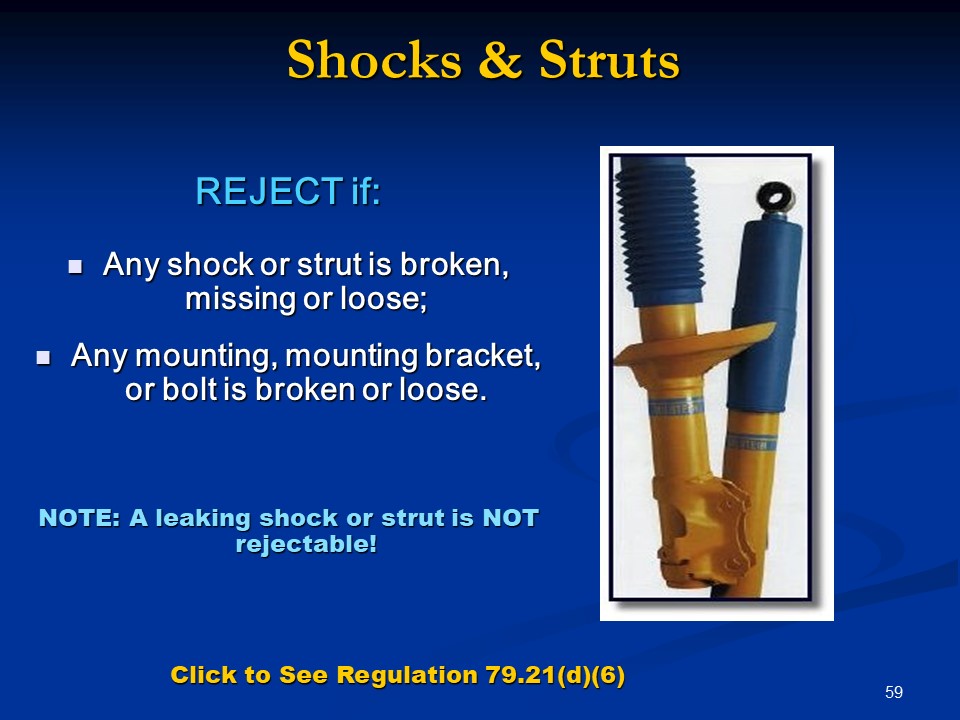 Shocks & Struts
REJECT if:
Any shock or strut is broken,
missing or loose;
Any mounting, mounting bracket,
or bolt is broken or loose.
NOTE: A leaking shock or strut is NOT
rejectable!
Click to See Regulation 79.21(d)(6)
59